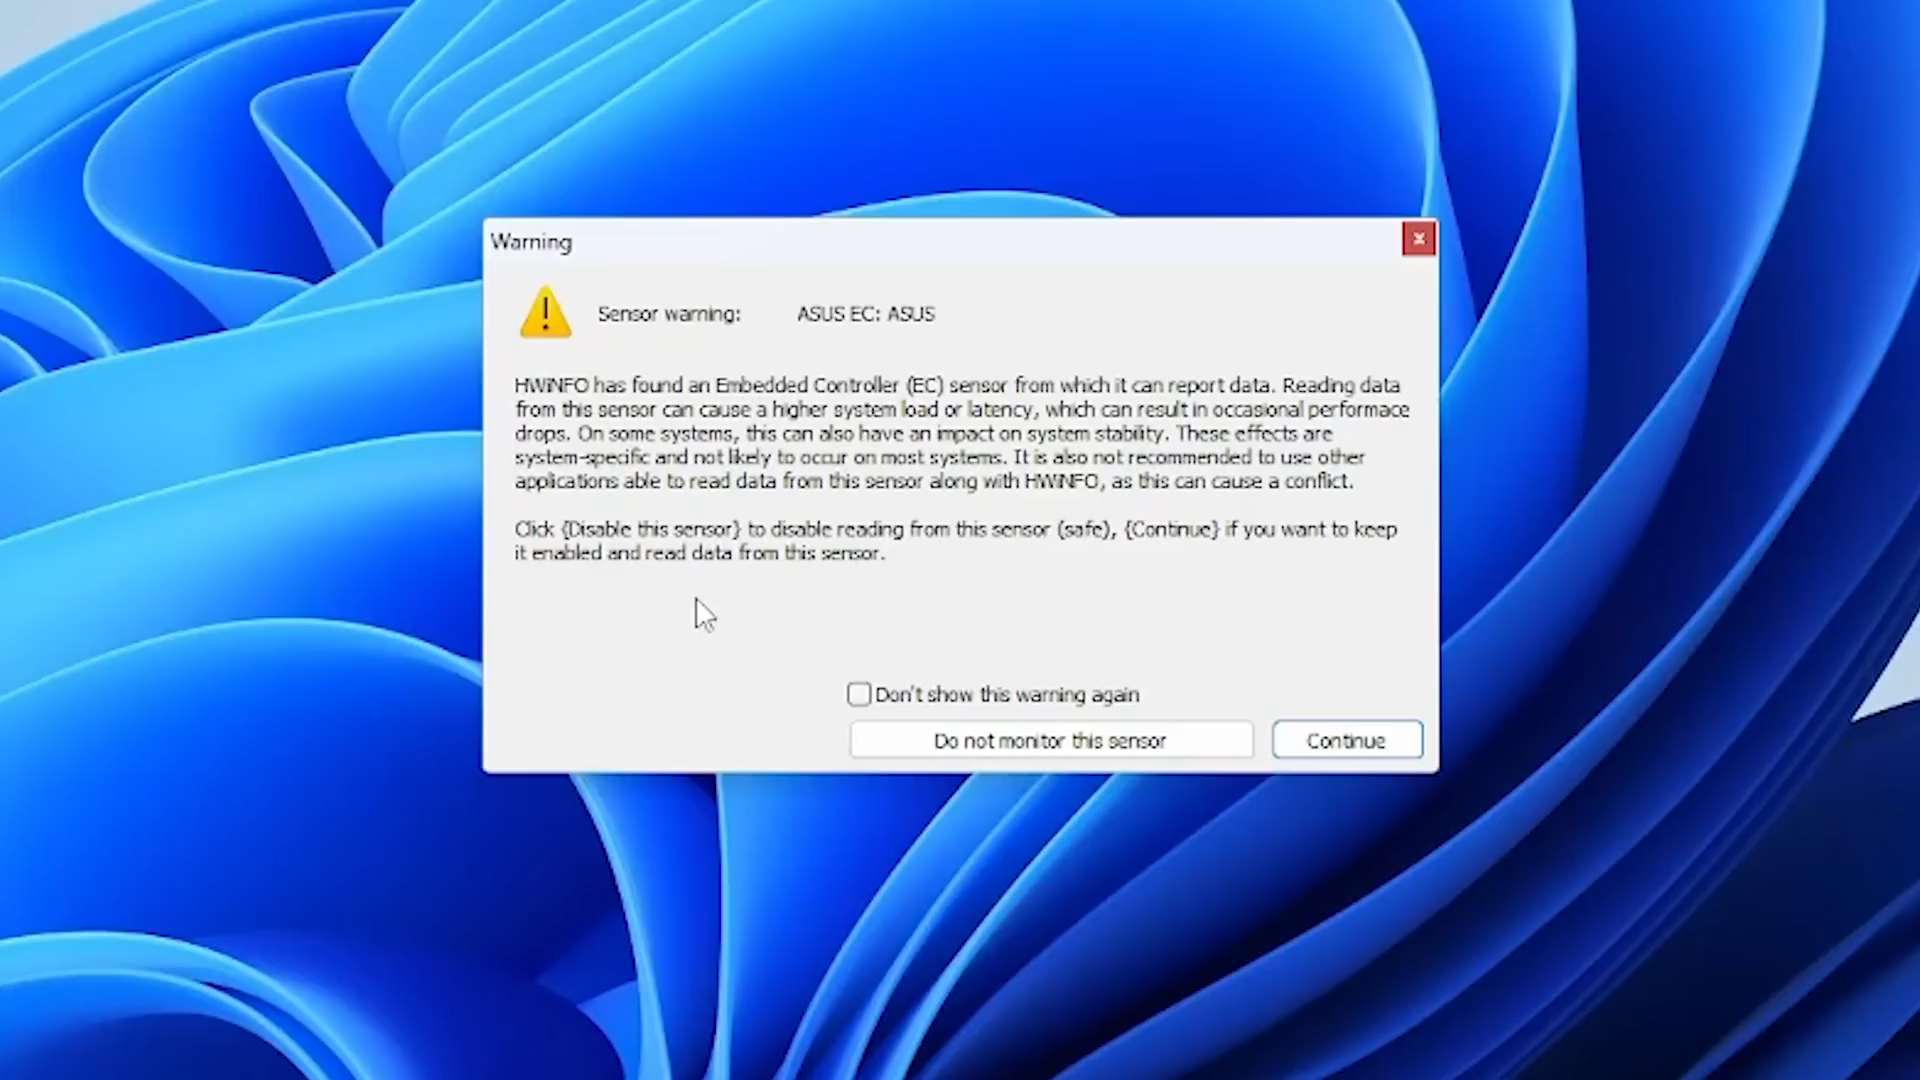 Warning
Sensor warning: ASUS EC: ASUS
HWiNFO has found an Embedded Controller (EC) sensor from which it can report data. Reading data
from this sensor can cause a higher system load or latency, which can result in occasional performace
drops. On some systems, this can also have an impact on system stability. These effects are
system-specific and not likely to occur on most systems. It is also not recommended to use other
applications able to read data from this sensor along with HWiNFO, as this can cause a conflict.
Click {Disable this sensor} to disable reading from this sensor (safe), {Continue} if you want to keep
it enabled and read data from this sensor.
Don't show this warning again
Do not monitor this sensor Continue